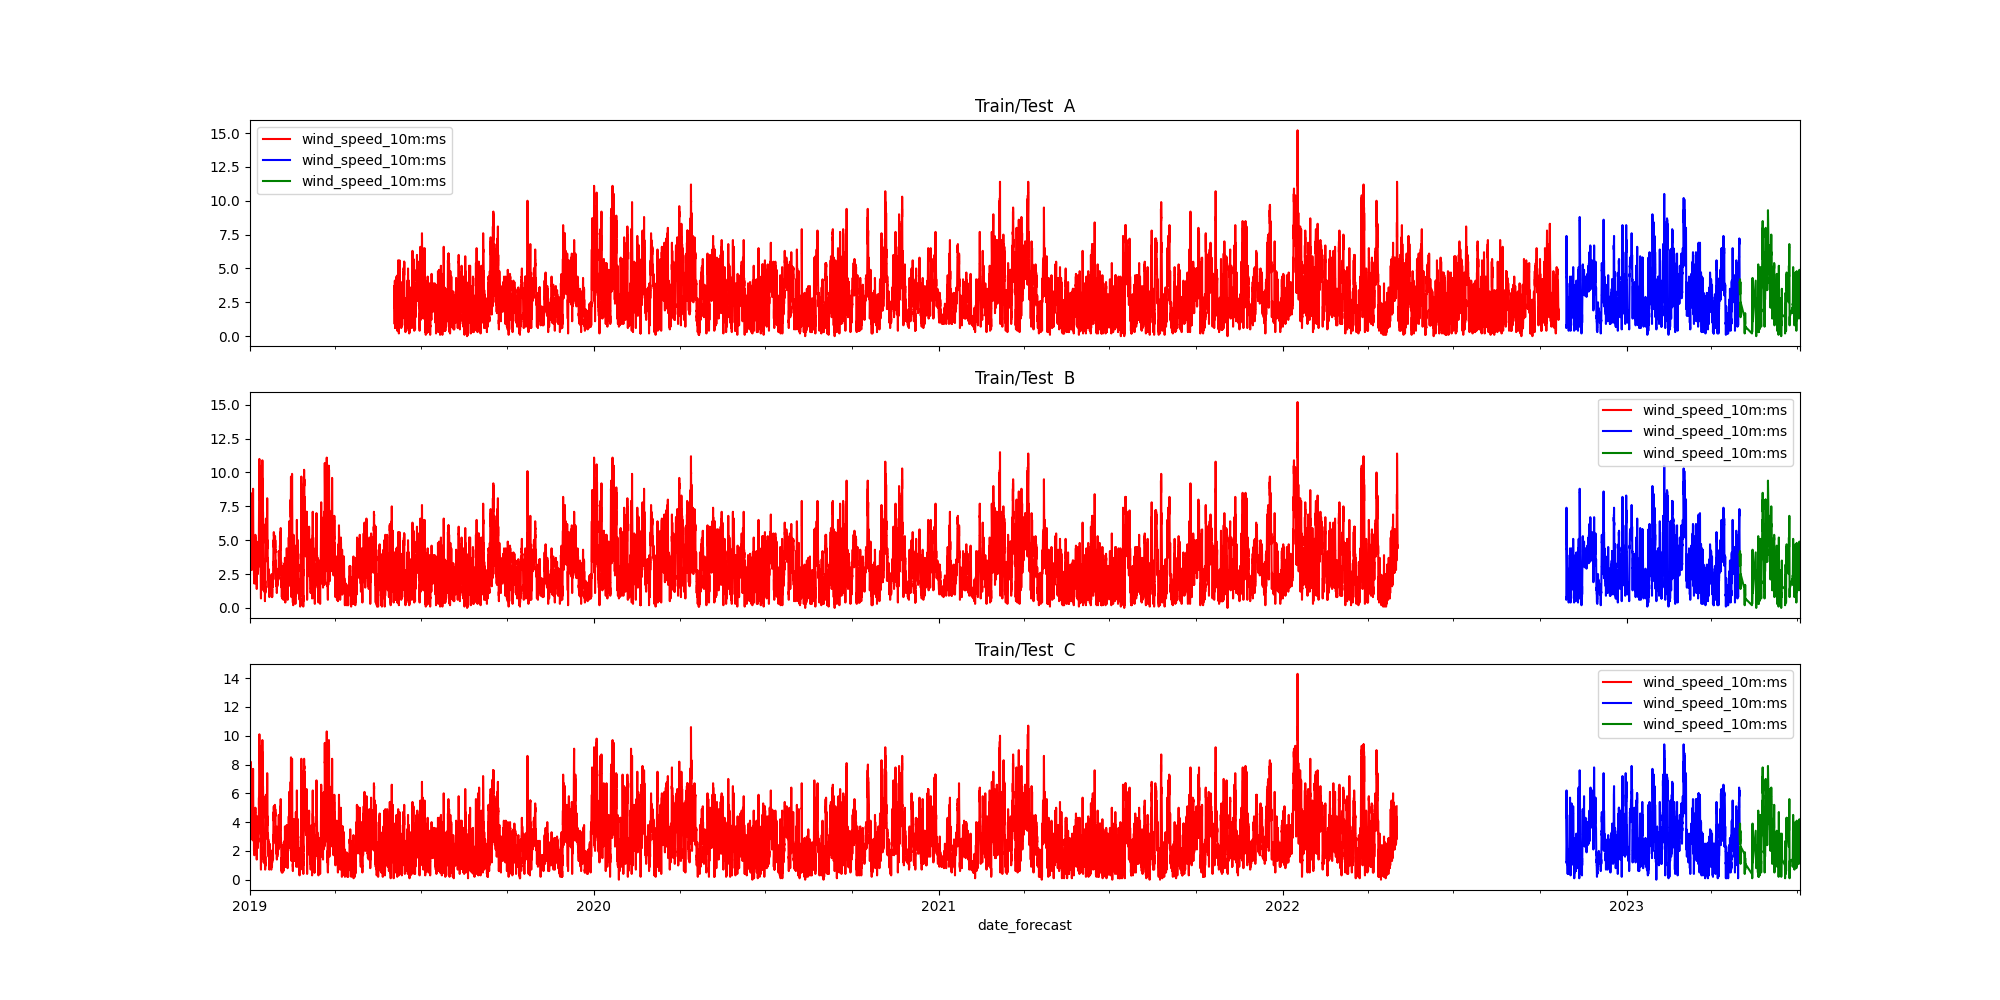 Train/Test  A
15.0
12.5
10.0
7.5
5.0
2.5
0.0
wind_speed_10m:ms
wind_speed_10m:ms
wind_speed_10m:ms
Train/Test  B
15.0
12.5
10.0
7.5
5.0
2.5
0.0
wind_speed_10m:ms
wind_speed_10m:ms
wind_speed_10m:ms
Train/Test  C
14
12
10
8
6
4
2
0
wind_speed_10m:ms
wind_speed_10m:ms
wind_speed_10m:ms
2019 2020 2021 2022 2023
date_forecast